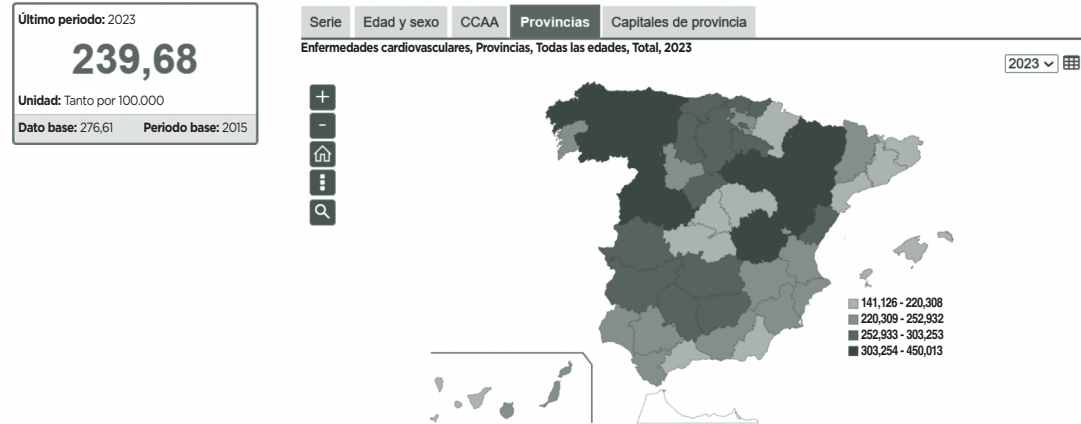 Último periodo: 2023
239,68
Unidad: Tanto por 100.000
Dato base: 276,61 Periodo base: 2015
Serie Edad y sexo CCAA Provincias Capitales de provincia
Enfermedades cardiovasculares, Provincias, Todas las edades, Total, 2023
2023
+
-
141,126 - 220,308
220,309 - 252,932
252,933 - 303,253
303,254 - 450,013